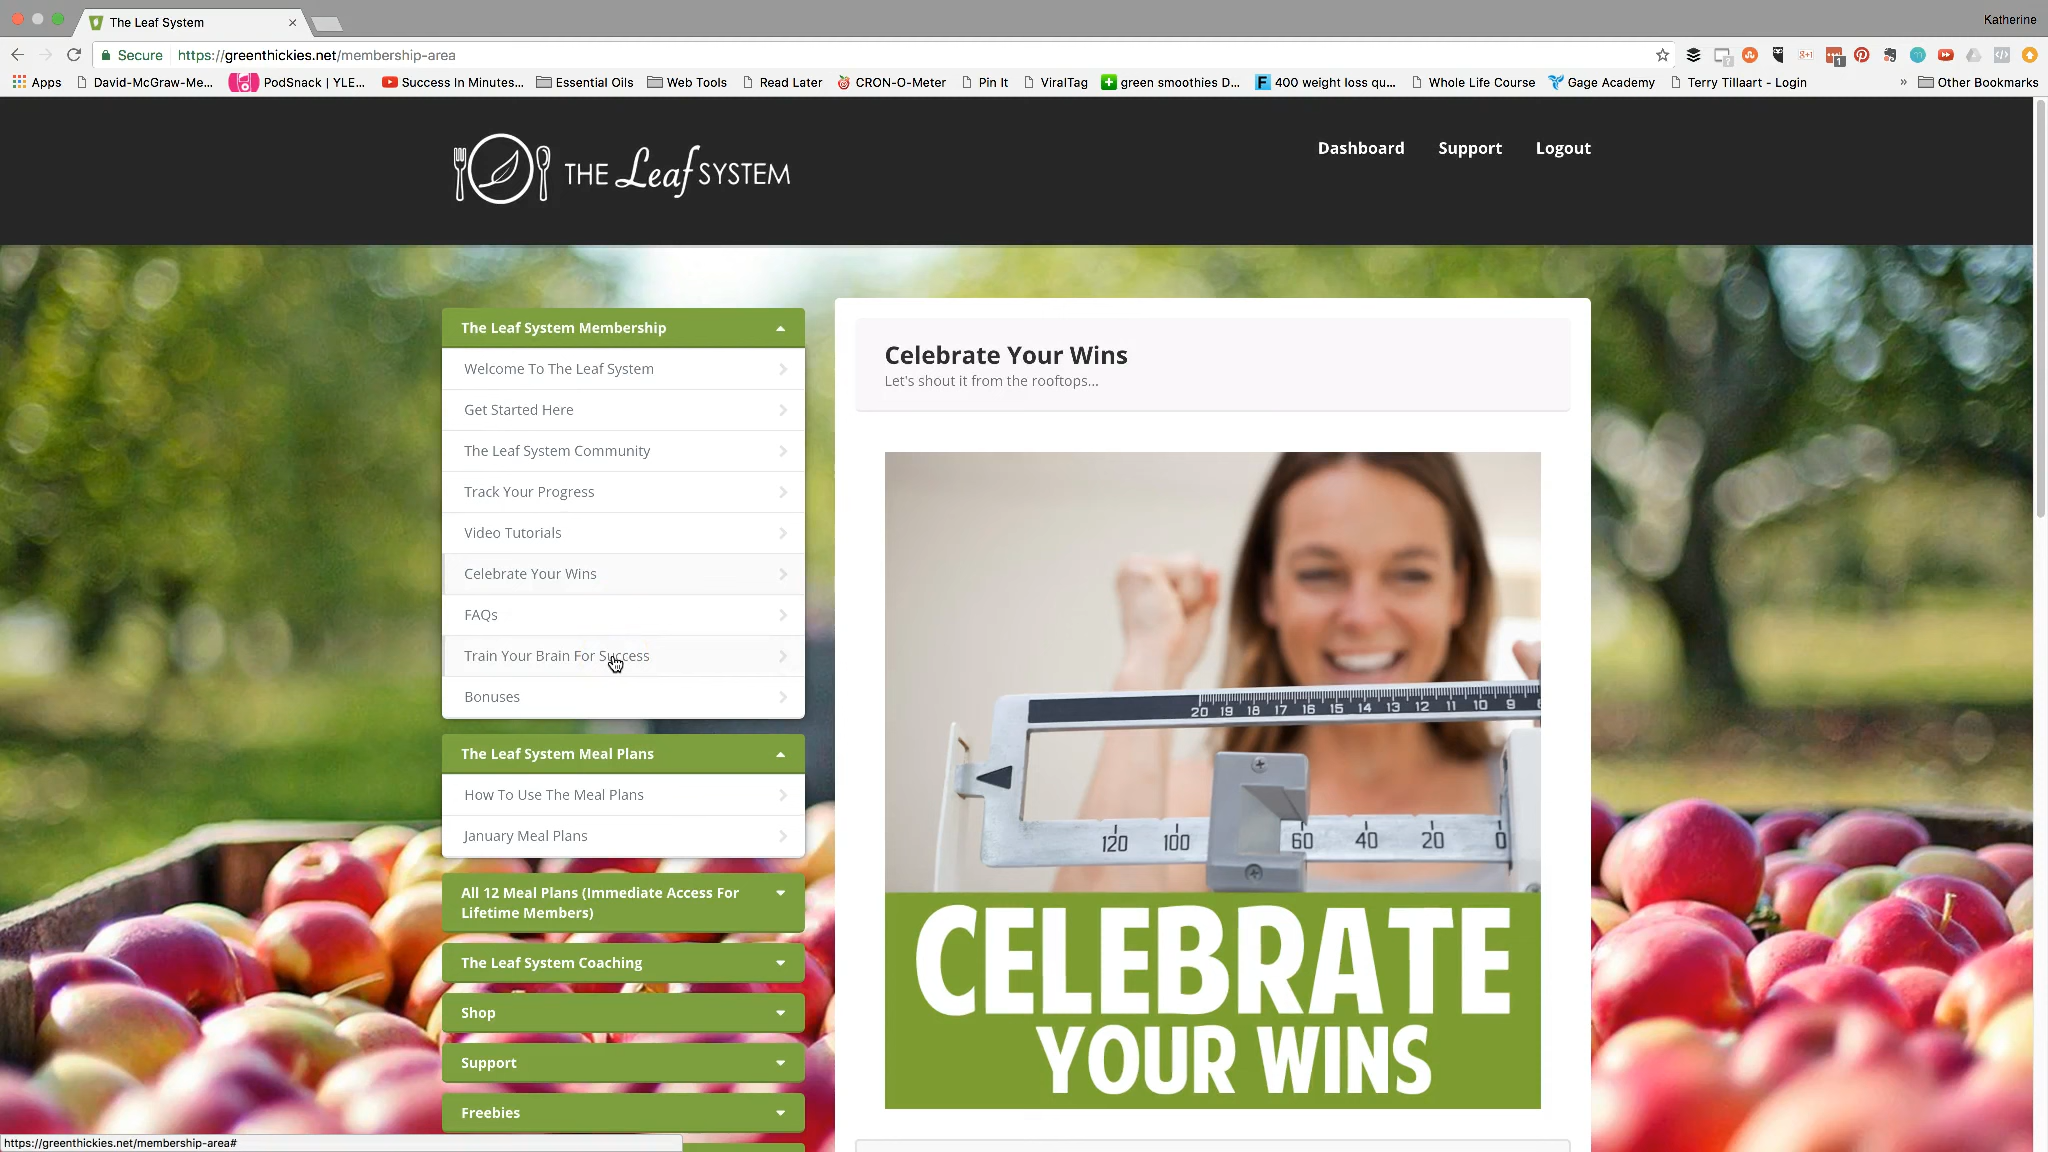 The Leaf System
Katherine
Secure https://greenthickies.net/membership-area
Apps David-McGraw-Me... PodSnack | YLE... Success In Minutes... Essential Oils Web Tools Read Later CRON-O-Meter Pin It ViralTag green smoothies D... 400 weight loss qu... Whole Life Course Gage Academy Terry Tillaart - Login » Other Bookmarks
THE Leaf SYSTEM
Dashboard Support Logout
The Leaf System Membership
Welcome To The Leaf System
Get Started Here
The Leaf System Community
Track Your Progress
Video Tutorials
Celebrate Your Wins
FAQs
Train Your Brain For Success
Bonuses
The Leaf System Meal Plans
How To Use The Meal Plans
January Meal Plans
All 12 Meal Plans (Immediate Access For
Lifetime Members)
The Leaf System Coaching
Shop
Support
Freebies
Celebrate Your Wins
Let's shout it from the rooftops...
20 19 18 17 16 15 14 13 12 11 10 9
120 100 60 40 20 0
CELEBRATE
YOUR WINS
https://greenthickies.net/membership-area#